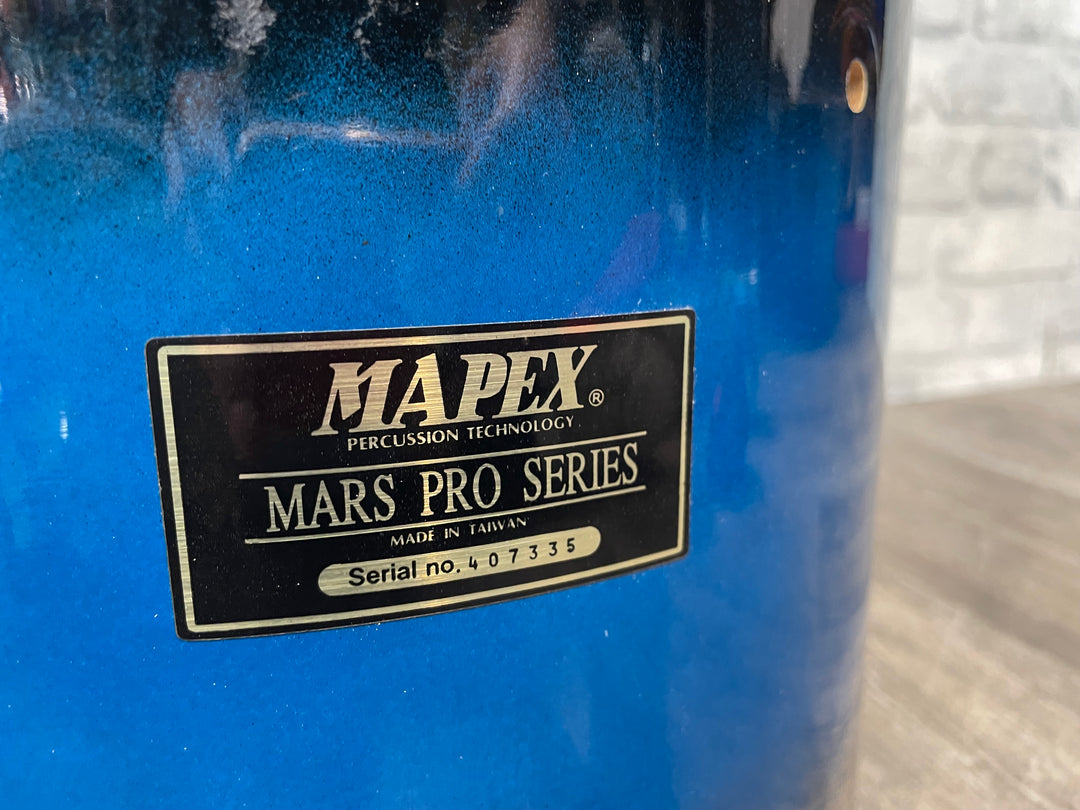 MAPEX®
PERCUSSION TECHNOLOGY
MARS PRO SERIES
MADE IN TAIWAN
Serial no. 407335